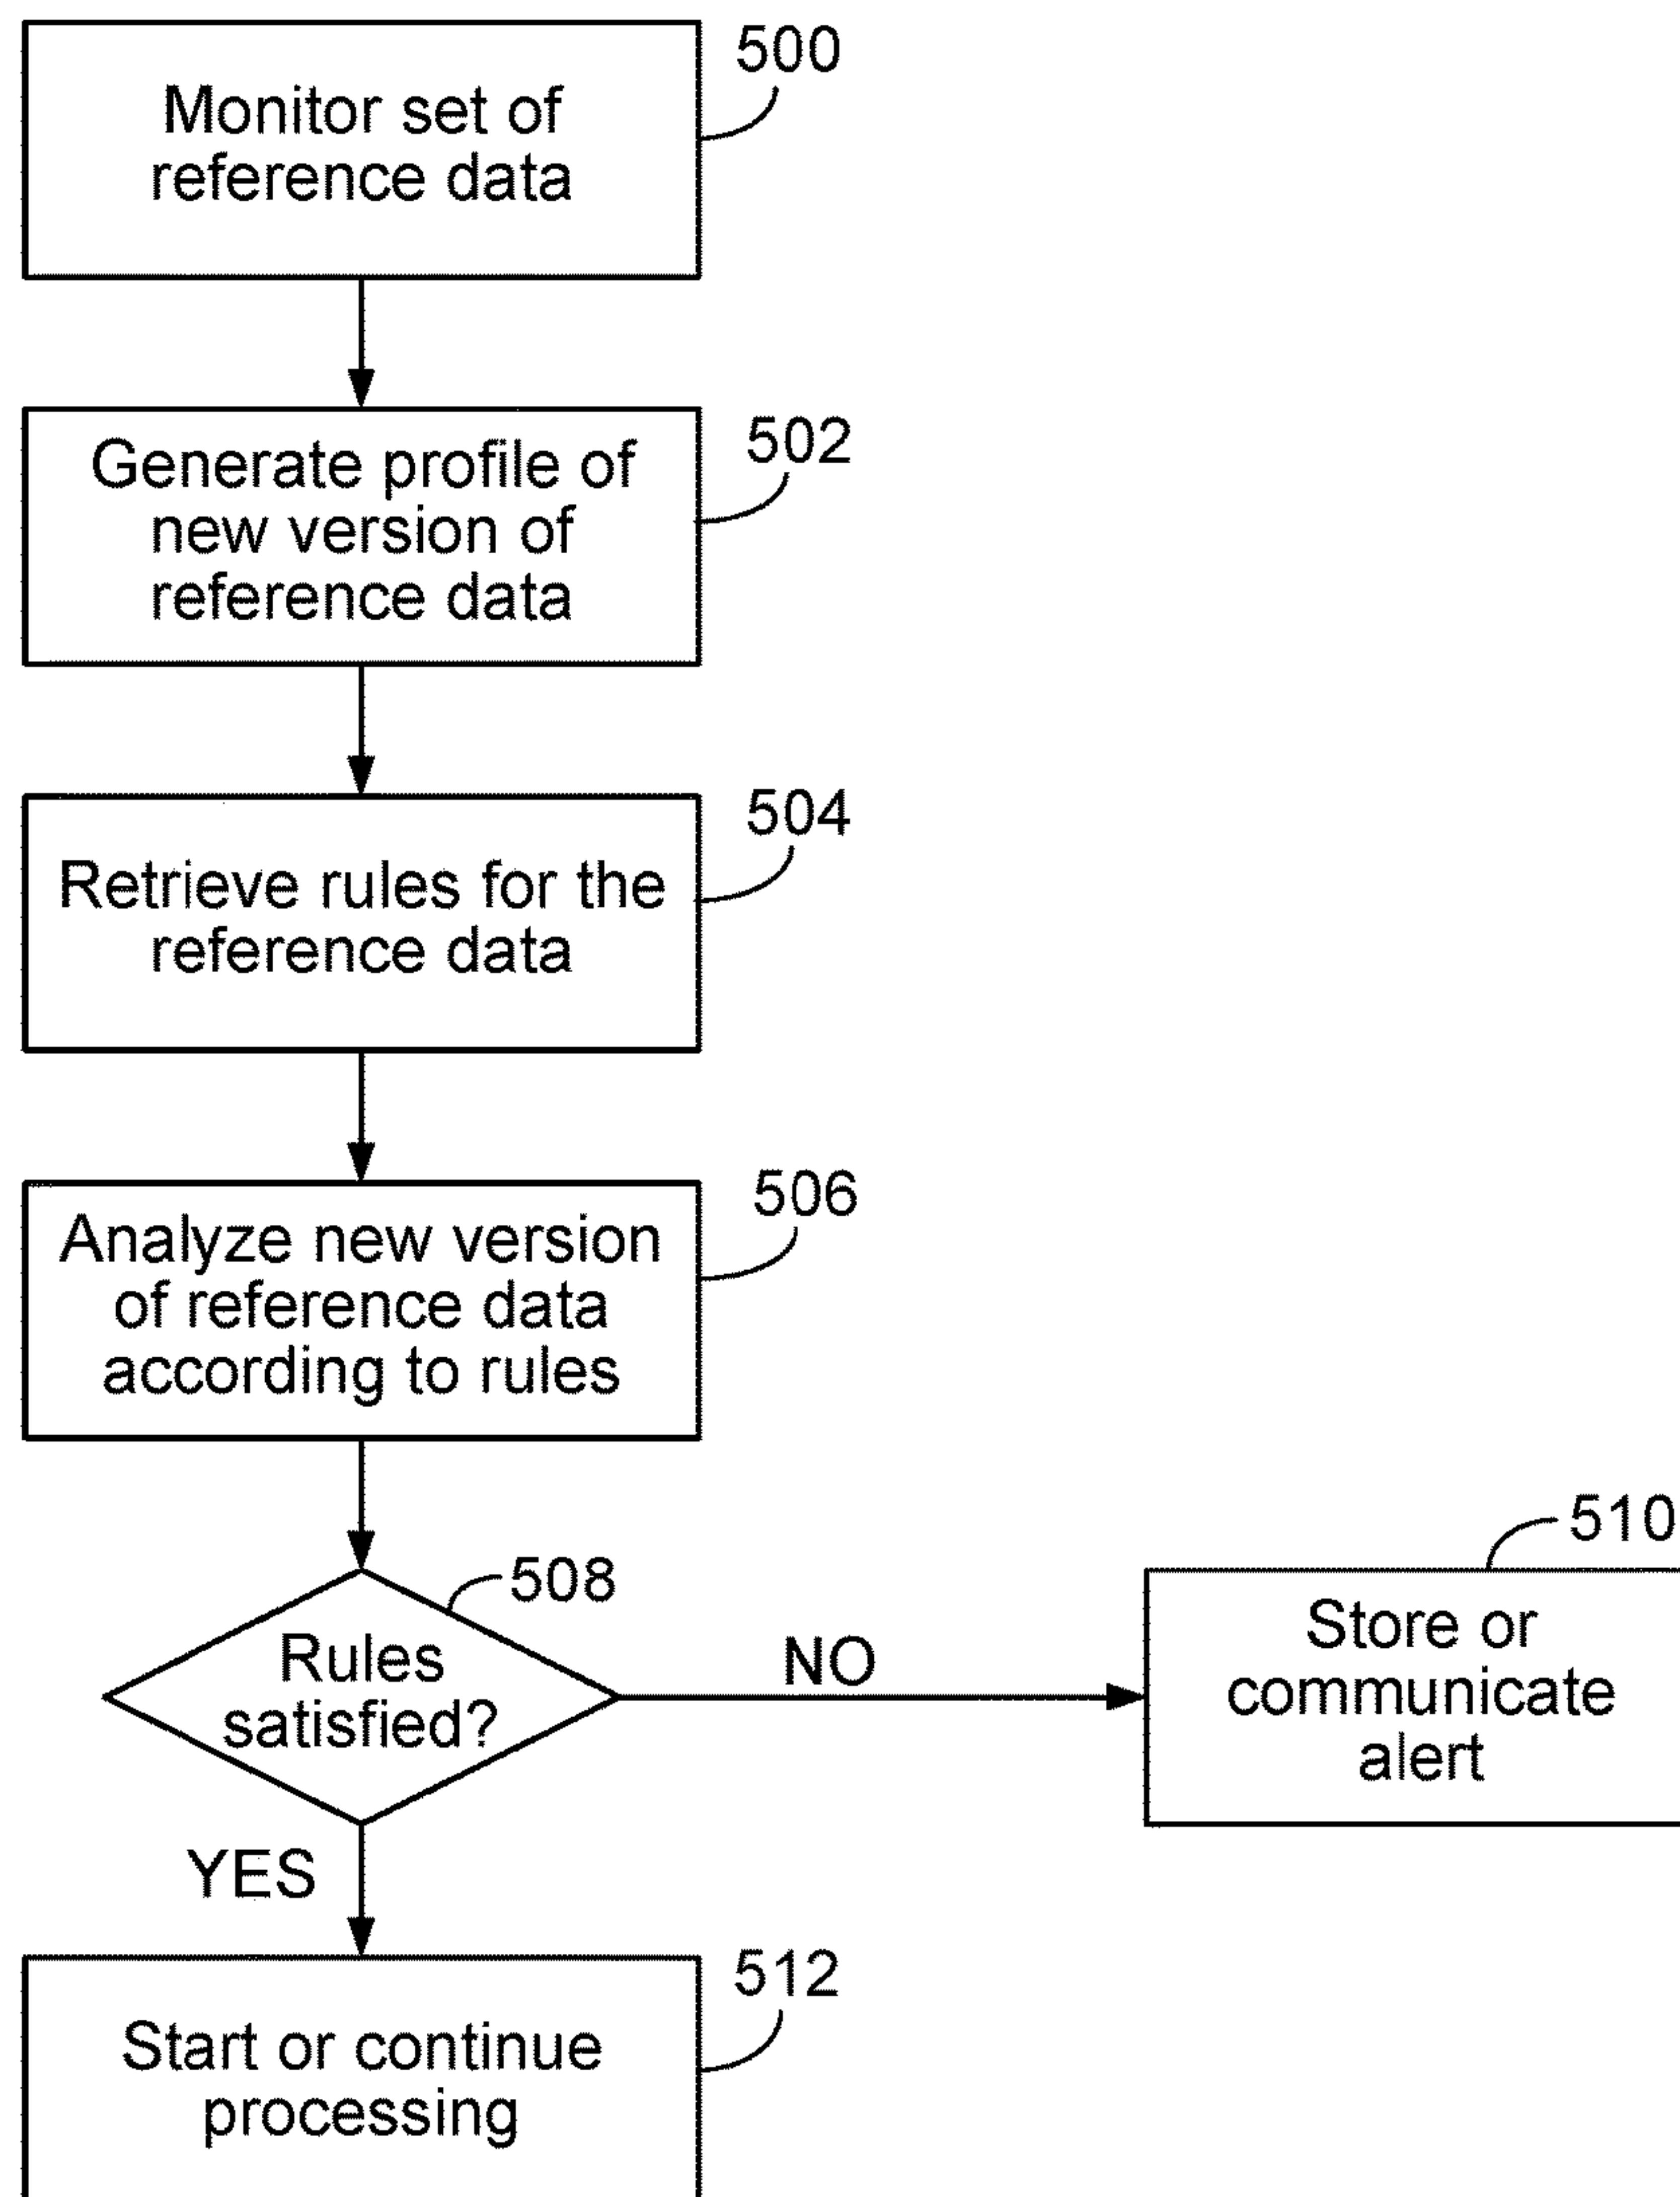 500
Monitor set of
reference data
502
Generate profile of
new version of
reference data
504
Retrieve rules for the
reference data
506
Analyze new version
of reference data
according to rules
508
Rules
satisfied?
NO
510
Store or
communicate
alert
YES
512
Start or continue
processing